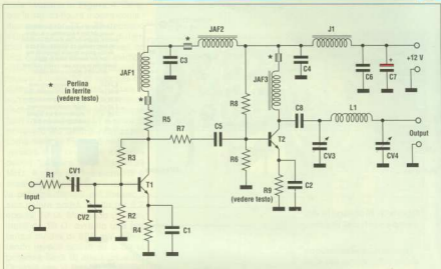 JAF2
J1
*
C3
+
+12 V
JAF1
C4
C6
C7
* Perlina
in ferrite
(vedere testo)
*
*
JAF3
R8
R5
C8
L1
R7
C5
T2
Output
R3
CV3
CV4
R1
CV1
T1
R6
R9
(vedere testo)
C2
Input
CV2
R2
R4
C1